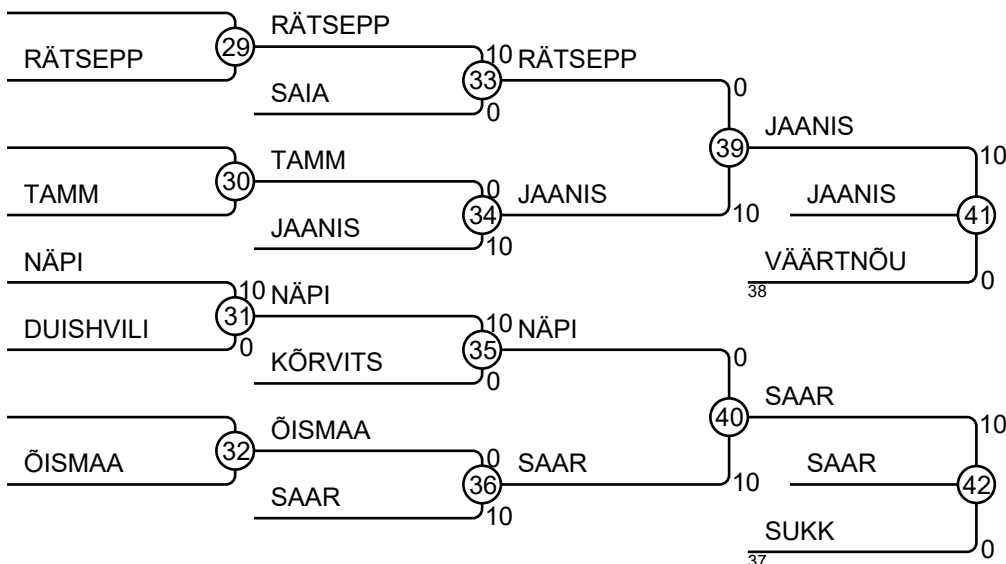 RÄTSEPP
RÄTSEPP
29
10
RÄTSEPP
33
SAIA
0
0
JAANIS
39
10
TAMM
TAMM
30
0
JAANIS
34
JAANIS
10
10
JAANIS
41
NÄPI
VÄÄRTNÕU
38
0
10
NÄPI
31
DUISHVILI
0
10
NÄPI
35
KÕRVITS
0
0
SAAR
40
10
ÕISMAA
ÕISMAA
32
0
SAAR
36
SAAR
10
10
SAAR
42
SUKK
37
0